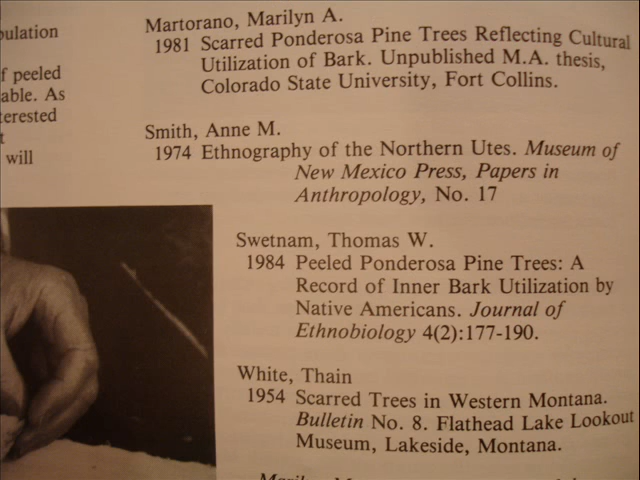 pulation
f peeled
able. As
terested
t
will
Martorano, Marilyn A.
1981 Scarred Ponderosa Pine Trees Reflecting Cultural
Utilization of Bark. Unpublished M.A. thesis,
Colorado State University, Fort Collins.
Smith, Anne M.
1974 Ethnography of the Northern Utes. Museum of
New Mexico Press, Papers in
Anthropology, No. 17
Swetnam, Thomas W.
1984 Peeled Ponderosa Pine Trees: A
Record of Inner Bark Utilization by
Native Americans. Journal of
Ethnobiology 4(2):177-190.
White, Thain
1954 Scarred Trees in Western Montana.
Bulletin No. 8. Flathead Lake Lookout
Museum, Lakeside, Montana.